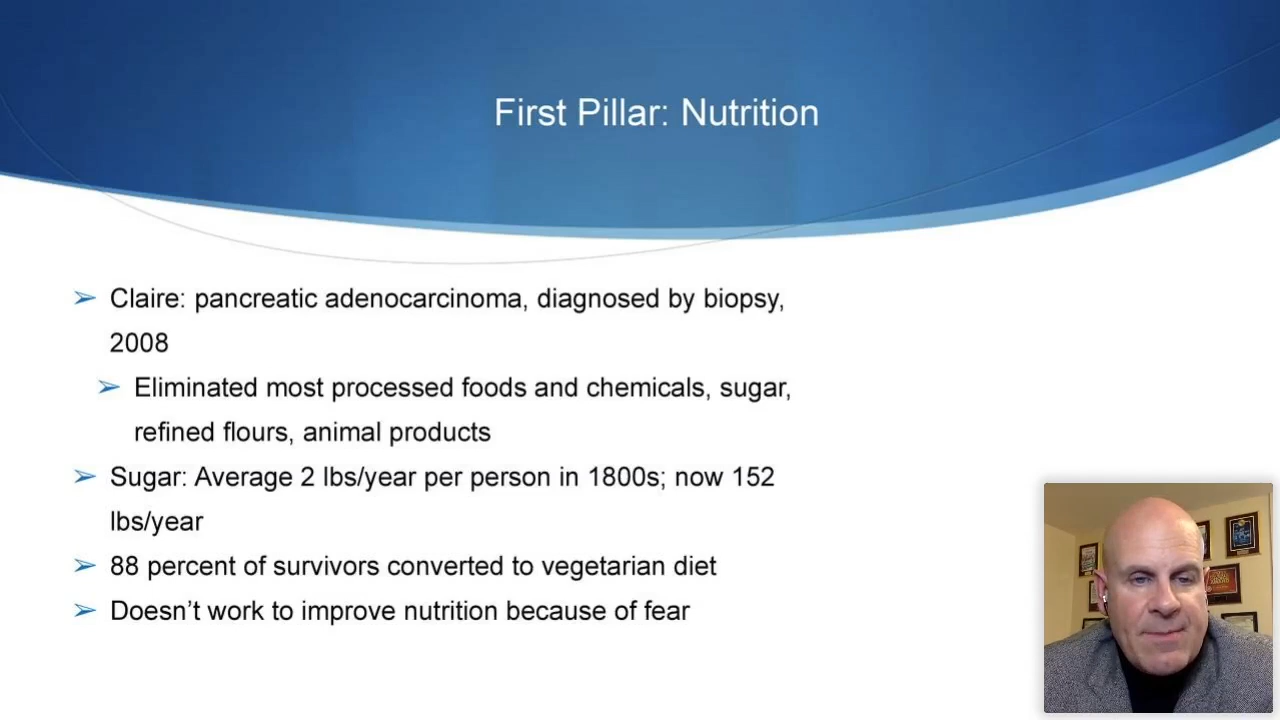 First Pillar: Nutrition
➢ Claire: pancreatic adenocarcinoma, diagnosed by biopsy,
2008
➢ Eliminated most processed foods and chemicals, sugar,
refined flours, animal products
➢ Sugar: Average 2 lbs/year per person in 1800s; now 152
lbs/year
➢ 88 percent of survivors converted to vegetarian diet
➢ Doesn’t work to improve nutrition because of fear